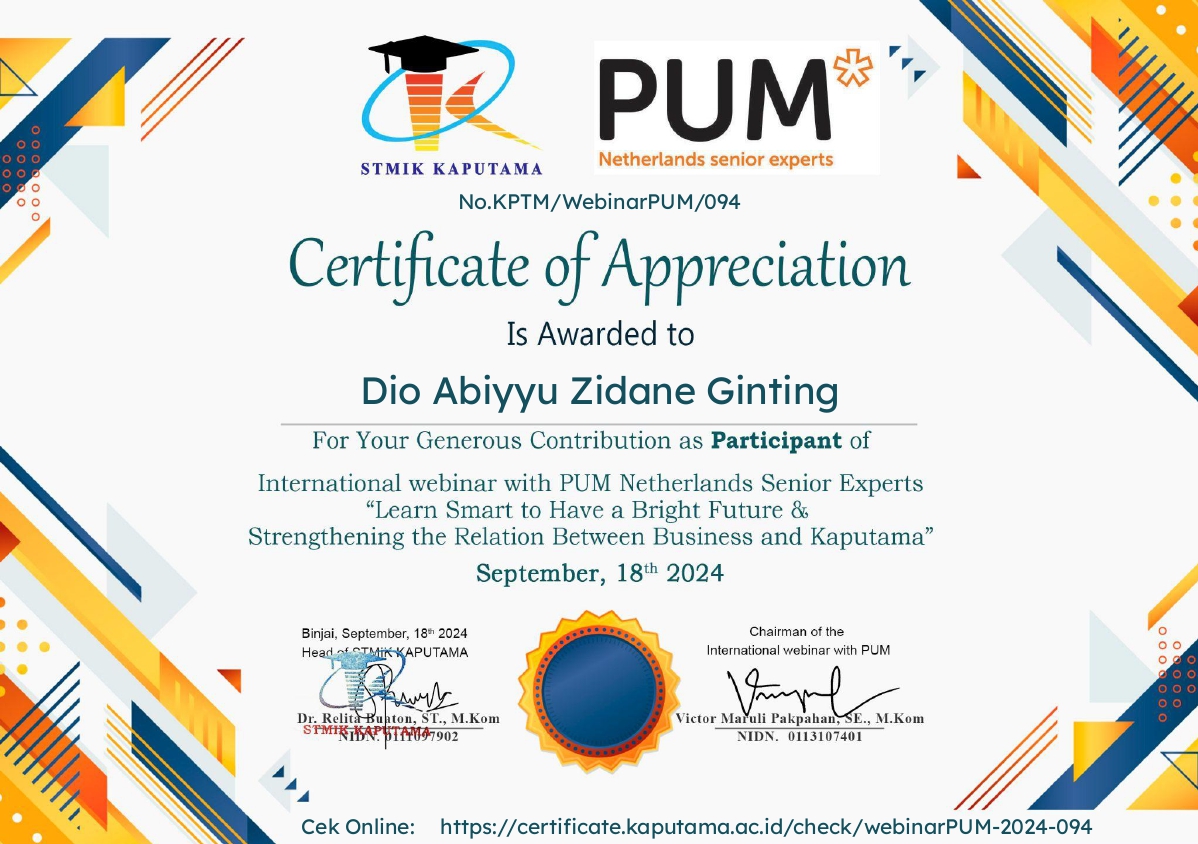 STMIK KAPUTAMA
PUM
Netherlands senior experts
No.KPTM/WebinarPUM/094
Certificate of Appreciation
Is Awarded to
Dio Abiyyu Zidane Ginting
For Your Generous Contribution as Participant of
International webinar with PUM Netherlands Senior Experts
“Learn Smart to Have a Bright Future &
Strengthening the Relation Between Business and Kaputama”
September, 18th 2024
Binjai, September, 18th 2024
Head of STMIK KAPUTAMA
Dr. Relita Buaton, ST., M.Kom
STMIK KAPUTAMA
NIDN. 0111097902
Chairman of the
International webinar with PUM
Victor Maruli Pakpahan, SE., M.Kom
NIDN. 0113107401
Cek Online: https://certificate.kaputama.ac.id/check/webinarPUM-2024-094